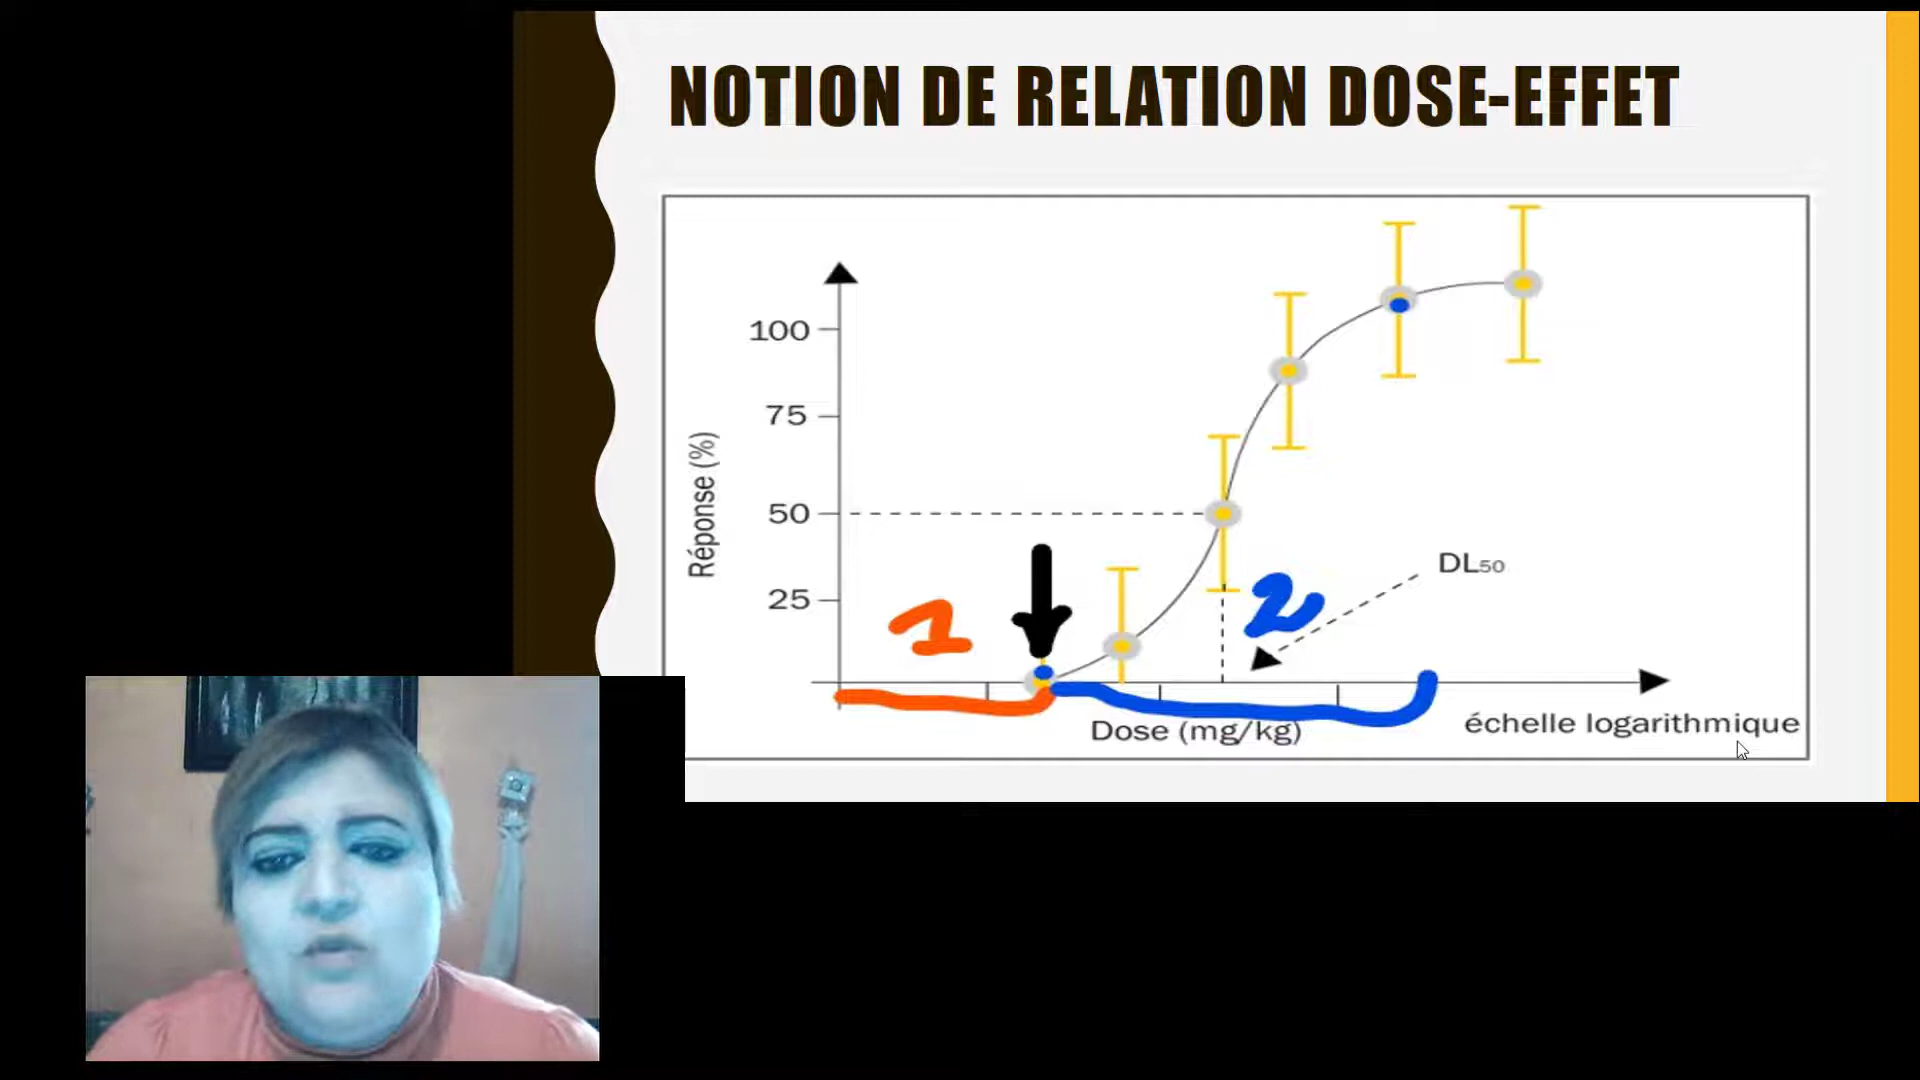 NOTION DE RELATION DOSE-EFFET
Réponse (%)
100
75
50
25
1
2
DL50
Dose (mg/kg)
échelle logarithmique